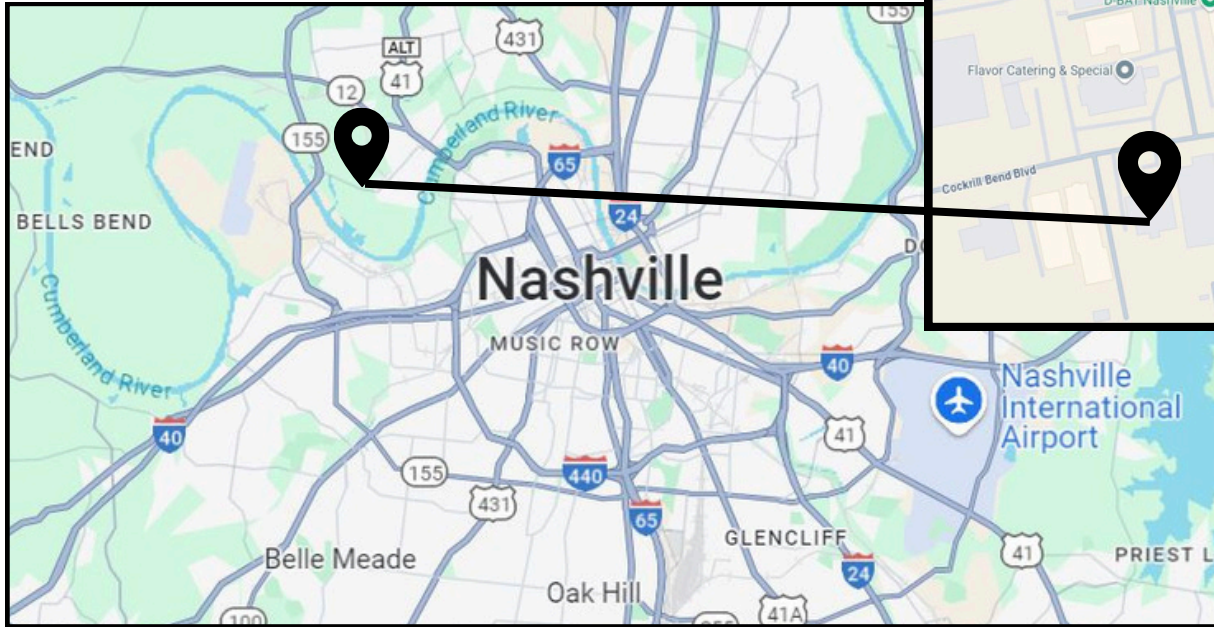 155
D-BAT Nashville
431
ALT
41
Flavor Catering & Special
12
Cumberland River
155
END
65
Cockrill Bend Blvd
BELLS BEND
24
DO
Nashville
Cumberland River
MUSIC ROW
40
Nashville
International
Airport
40
41
155
440
431
65
GLENCLIFF
41
PRIEST L
Belle Meade
24
Oak Hill
100
255
41A